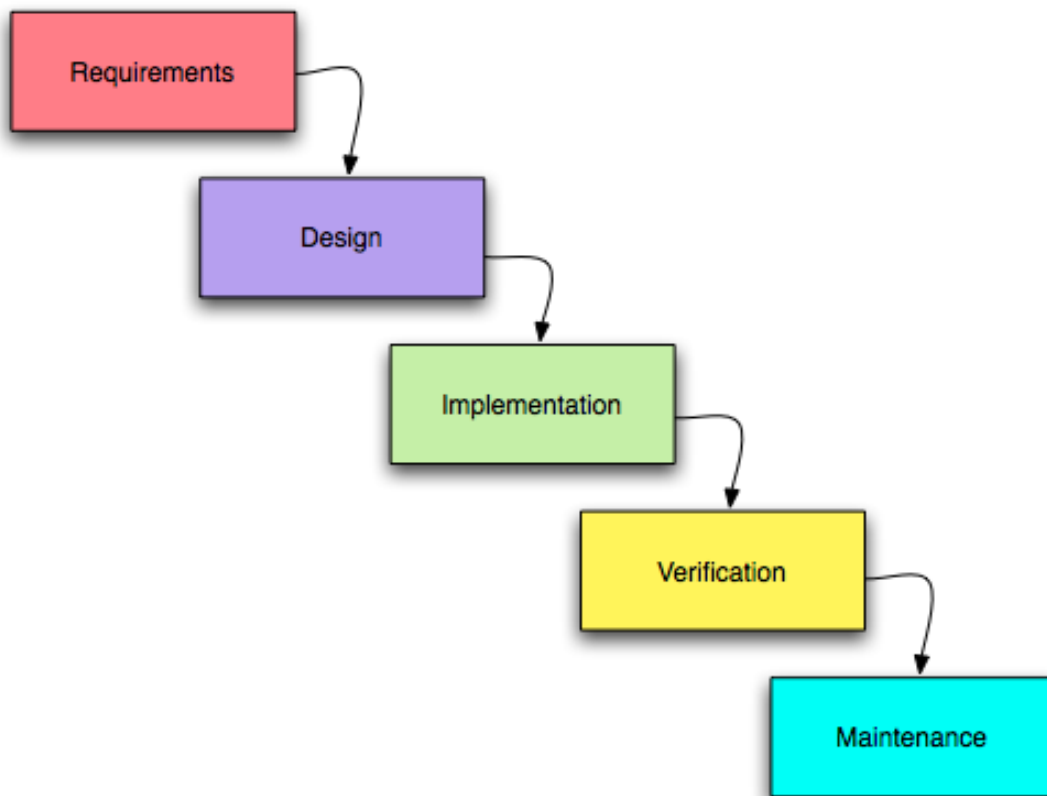 Requirements
Design
Implementation
Verification
Maintenance